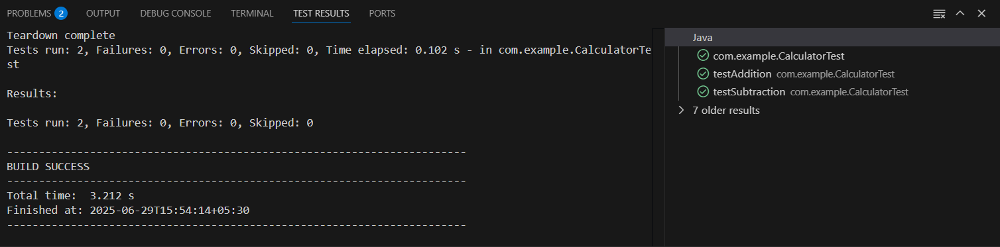 PROBLEMS 2 OUTPUT DEBUG CONSOLE TERMINAL TEST RESULTS PORTS
Teardown complete
Tests run: 2, Failures: 0, Errors: 0, Skipped: 0, Time elapsed: 0.102 s - in com.example.CalculatorTe
st
Results:
Tests run: 2, Failures: 0, Errors: 0, Skipped: 0
------------------------------------------------------------------------
BUILD SUCCESS
------------------------------------------------------------------------
Total time:  3.212 s
Finished at: 2025-06-29T15:54:14+05:30
------------------------------------------------------------------------
Java
com.example.CalculatorTest
testAddition com.example.CalculatorTest
testSubtraction com.example.CalculatorTest
7 older results